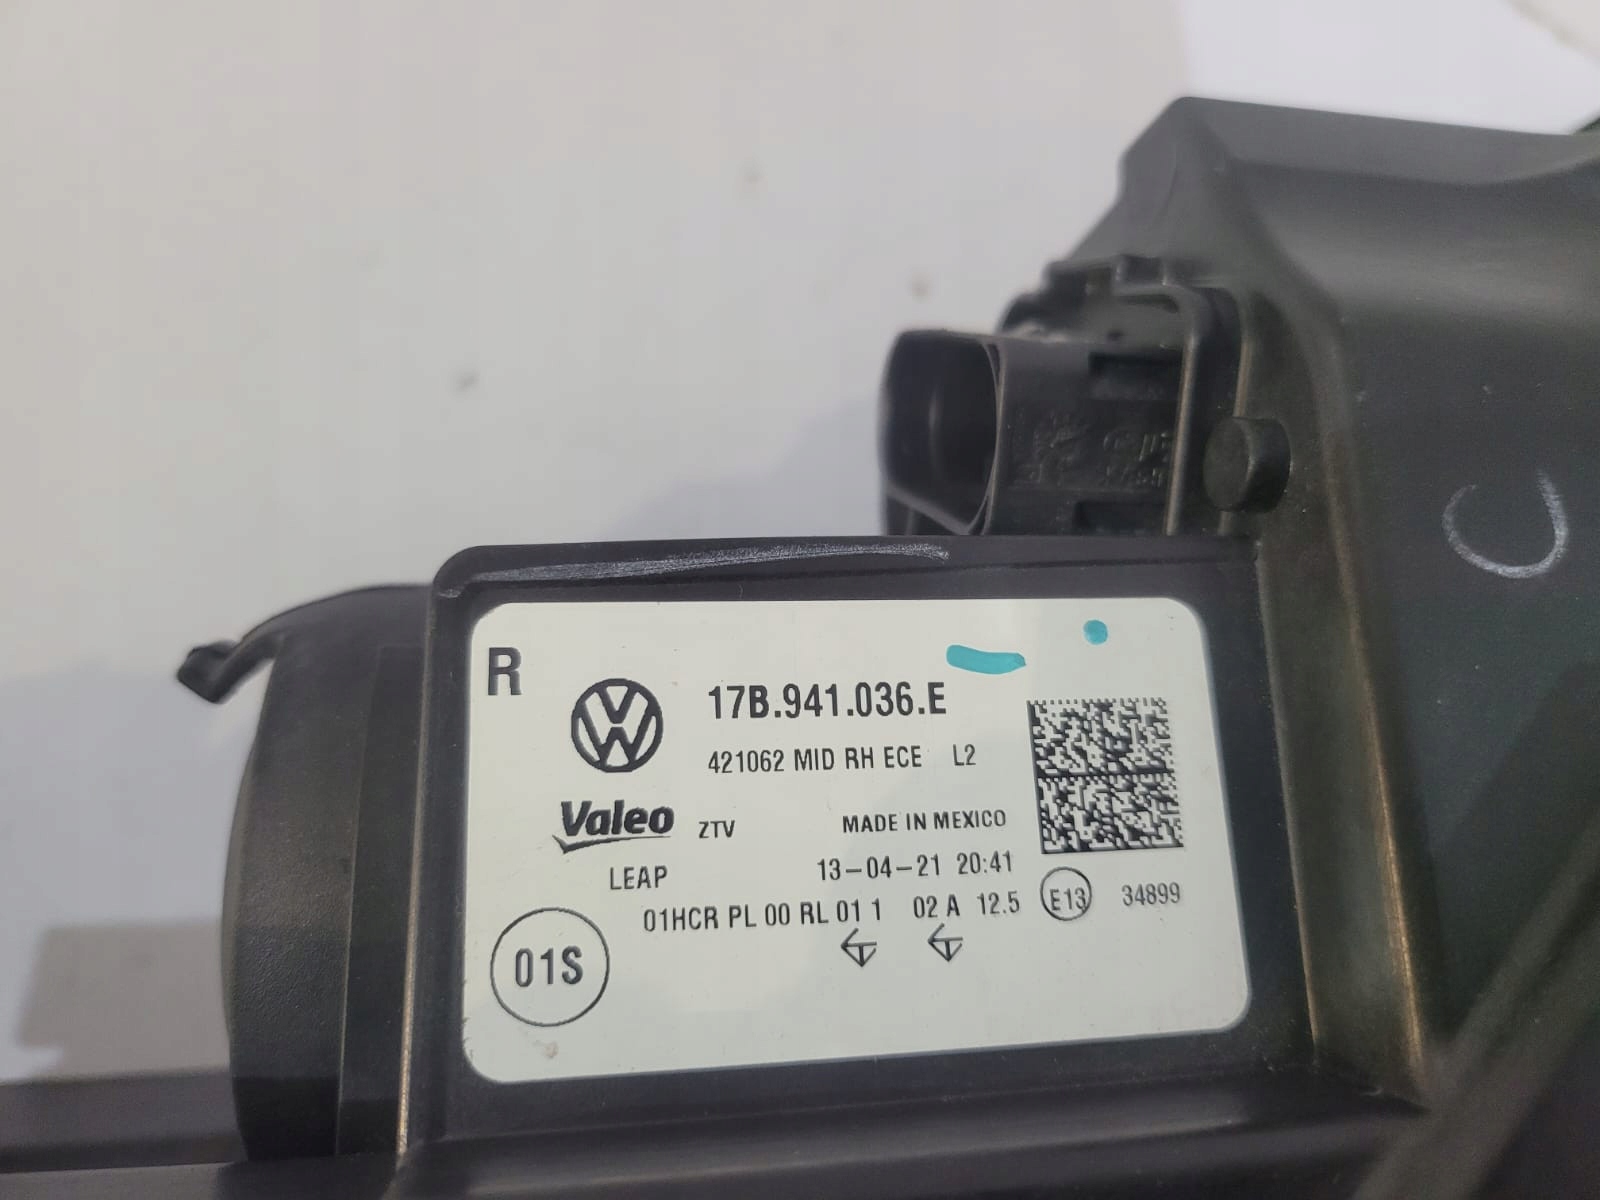 R
17B.941.036.E
421062 MID RH ECE L2
Valeo ZTV MADE IN MEXICO
LEAP 13-04-21 20:41
01HCR PL 00 RL 01 1 02 A 12.5 E13 34899
01S
C